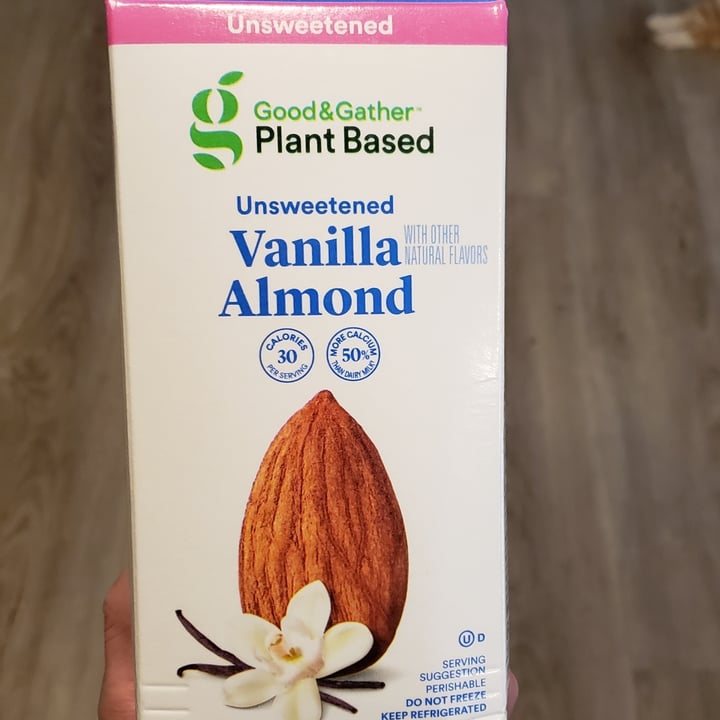 Unsweetened
g
Good&Gather™
Plant Based
Unsweetened
Vanilla
WITH OTHER
NATURAL FLAVORS
Almond
CALORIES
30
PER SERVING
MORE CALCIUM
50%
THAN DAIRY MILK†
U D
SERVING
SUGGESTION
PERISHABLE
DO NOT FREEZE
KEEP REFRIGERATED